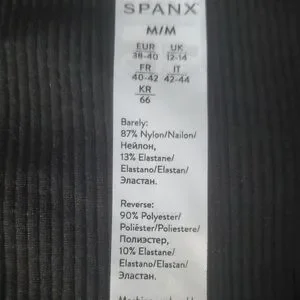 SPANX
M/M
EUR UK
38-40 12-14
FR IT
40-42 42-44
KR
66
Barely:
87% Nylon/Nailon/
Нейлон,
13% Elastane/
Elastano/Elastan/
Эластан.
Reverse:
90% Polyester/
Poliéster/Poliestere/
Полиэстер,
10% Elastane/
Elastano/Elastan/
Эластан.